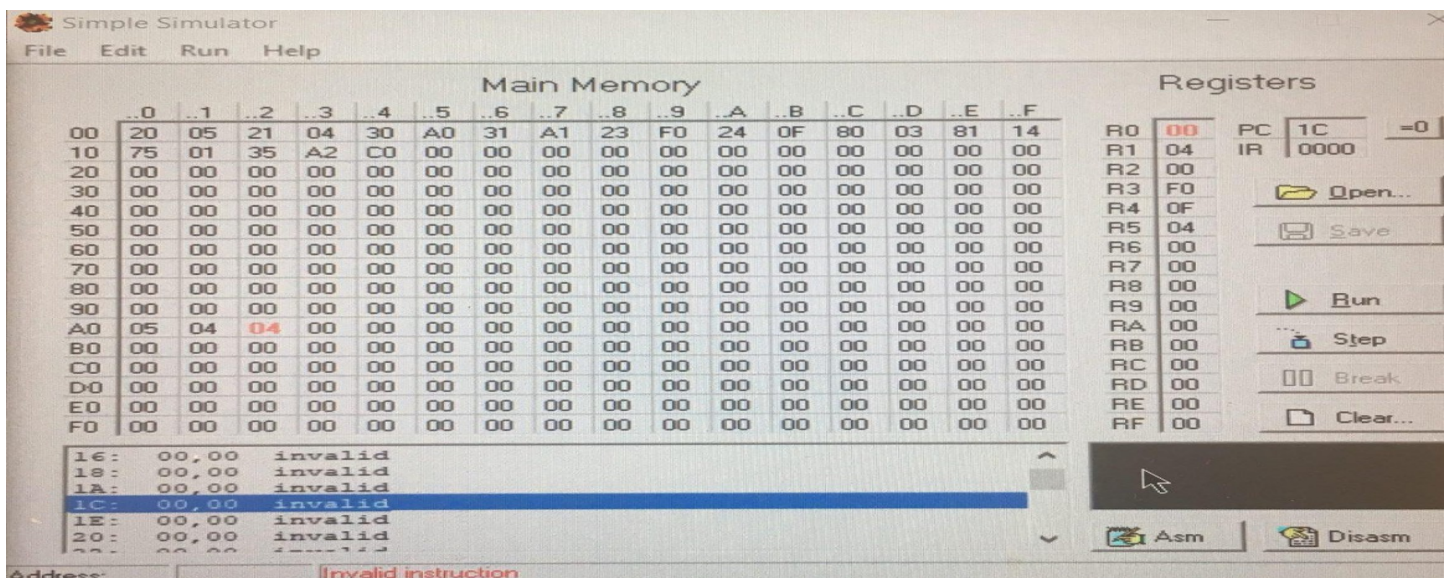 Simple Simulator
File Edit Run Help
Main Memory
Registers
..0 ..1 ..2 ..3 ..4 ..5 ..6 ..7 ..8 ..9 ..A ..B ..C ..D ..E ..F
00 20 05 21 04 30 A0 31 A1 23 F0 24 0F 80 03 81 14
10 75 01 35 A2 C0 00 00 00 00 00 00 00 00 00 00 00
20 00 00 00 00 00 00 00 00 00 00 00 00 00 00 00 00
30 00 00 00 00 00 00 00 00 00 00 00 00 00 00 00 00
40 00 00 00 00 00 00 00 00 00 00 00 00 00 00 00 00
50 00 00 00 00 00 00 00 00 00 00 00 00 00 00 00 00
60 00 00 00 00 00 00 00 00 00 00 00 00 00 00 00 00
70 00 00 00 00 00 00 00 00 00 00 00 00 00 00 00 00
80 00 00 00 00 00 00 00 00 00 00 00 00 00 00 00 00
90 00 00 00 00 00 00 00 00 00 00 00 00 00 00 00 00
A0 05 04 04 00 00 00 00 00 00 00 00 00 00 00 00 00
B0 00 00 00 00 00 00 00 00 00 00 00 00 00 00 00 00
C0 00 00 00 00 00 00 00 00 00 00 00 00 00 00 00 00
D0 00 00 00 00 00 00 00 00 00 00 00 00 00 00 00 00
E0 00 00 00 00 00 00 00 00 00 00 00 00 00 00 00 00
F0 00 00 00 00 00 00 00 00 00 00 00 00 00 00 00 00
R0 00
R1 04
R2 00
R3 F0
R4 0F
R5 04
R6 00
R7 00
R8 00
R9 00
RA 00
RB 00
RC 00
RD 00
RE 00
RF 00
PC 1C =0
IR 0000
Open...
Save
Run
Step
Break
Clear...
16: 00,00 invalid
18: 00,00 invalid
1A: 00,00 invalid
1C: 00,00 invalid
1E: 00,00 invalid
20: 00,00 invalid
Asm Disasm
Address: Invalid instruction